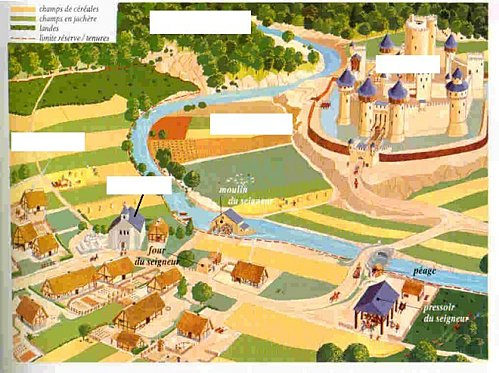 champs de céréales
champs en jachère
landes
limite réserve / tenures
moulin
du seigneur
four
du seigneur
péage
pressoir
du seigneur